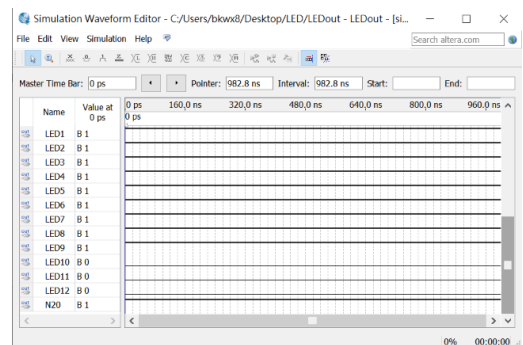 Simulation Waveform Editor - C:/Users/bkwx8/Desktop/LED/LEDout - LEDout - [si...
File Edit View Simulation Help Search altera.com
Master Time Bar: 0 ps Pointer: 982.8 ns Interval: 982.8 ns Start: End:
Name Value at 0 ps 0 ps 160,0 ns 320,0 ns 480,0 ns 640,0 ns 800,0 ns 960,0 ns
0 ps
LED1 B 1
LED2 B 1
LED3 B 1
LED4 B 1
LED5 B 1
LED6 B 1
LED7 B 1
LED8 B 1
LED9 B 1
LED10 B 0
LED11 B 0
LED12 B 0
N20 B 1
0% 00:00:00